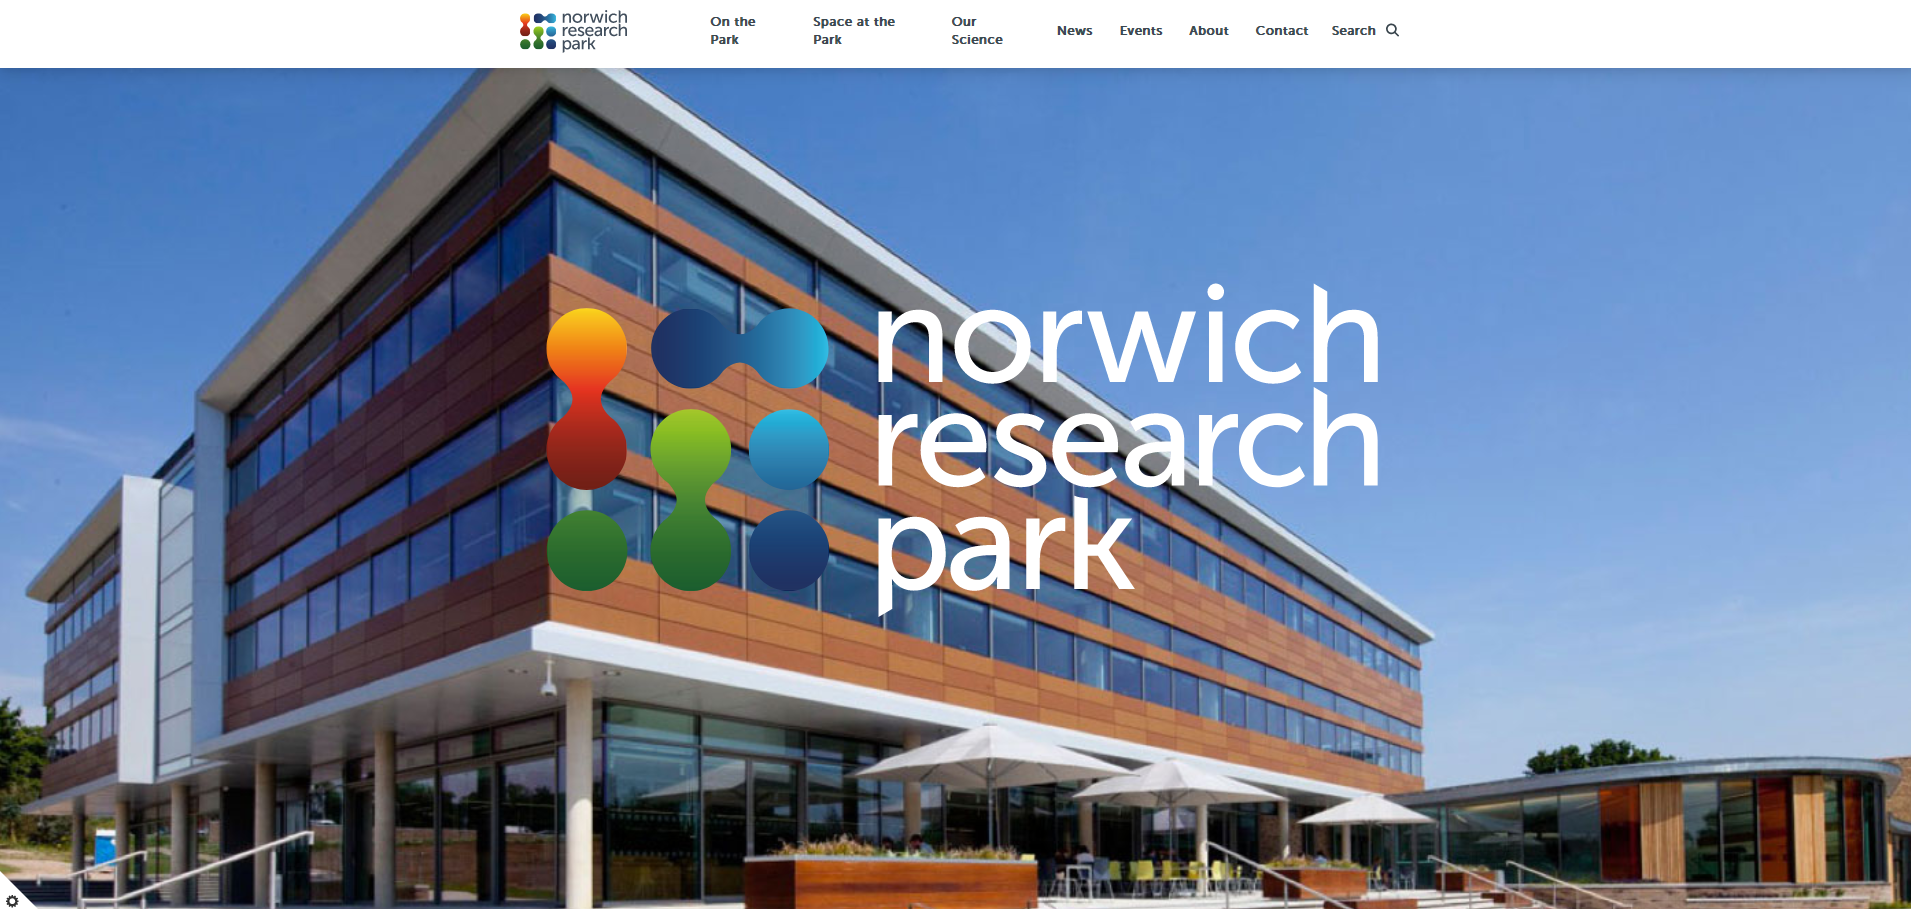 norwich
research
park
On the
Park
Space at the
Park
Our
Science
News
Events
About
Contact
Search
norwich
research
park